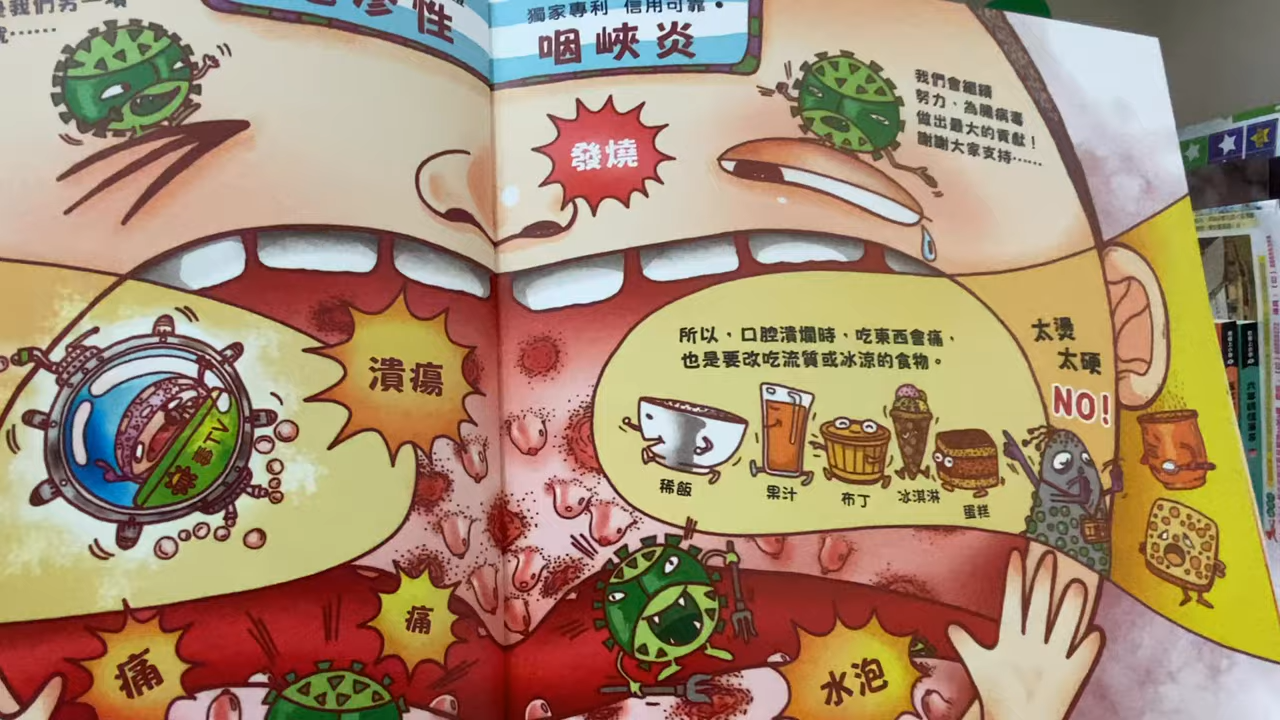 獨家專利 信用可靠
咽峽炎
疹性
我們會繼續
努力，為腸病毒
做出最大的貢獻！
謝謝大家支持……
發燒
潰瘍
所以，口腔潰爛時，吃東西會痛，
也是要改吃流質或冰涼的食物。
稀飯
果汁
布丁
冰淇淋
蛋糕
太燙
太硬
NO!
TV
痛
痛
水泡